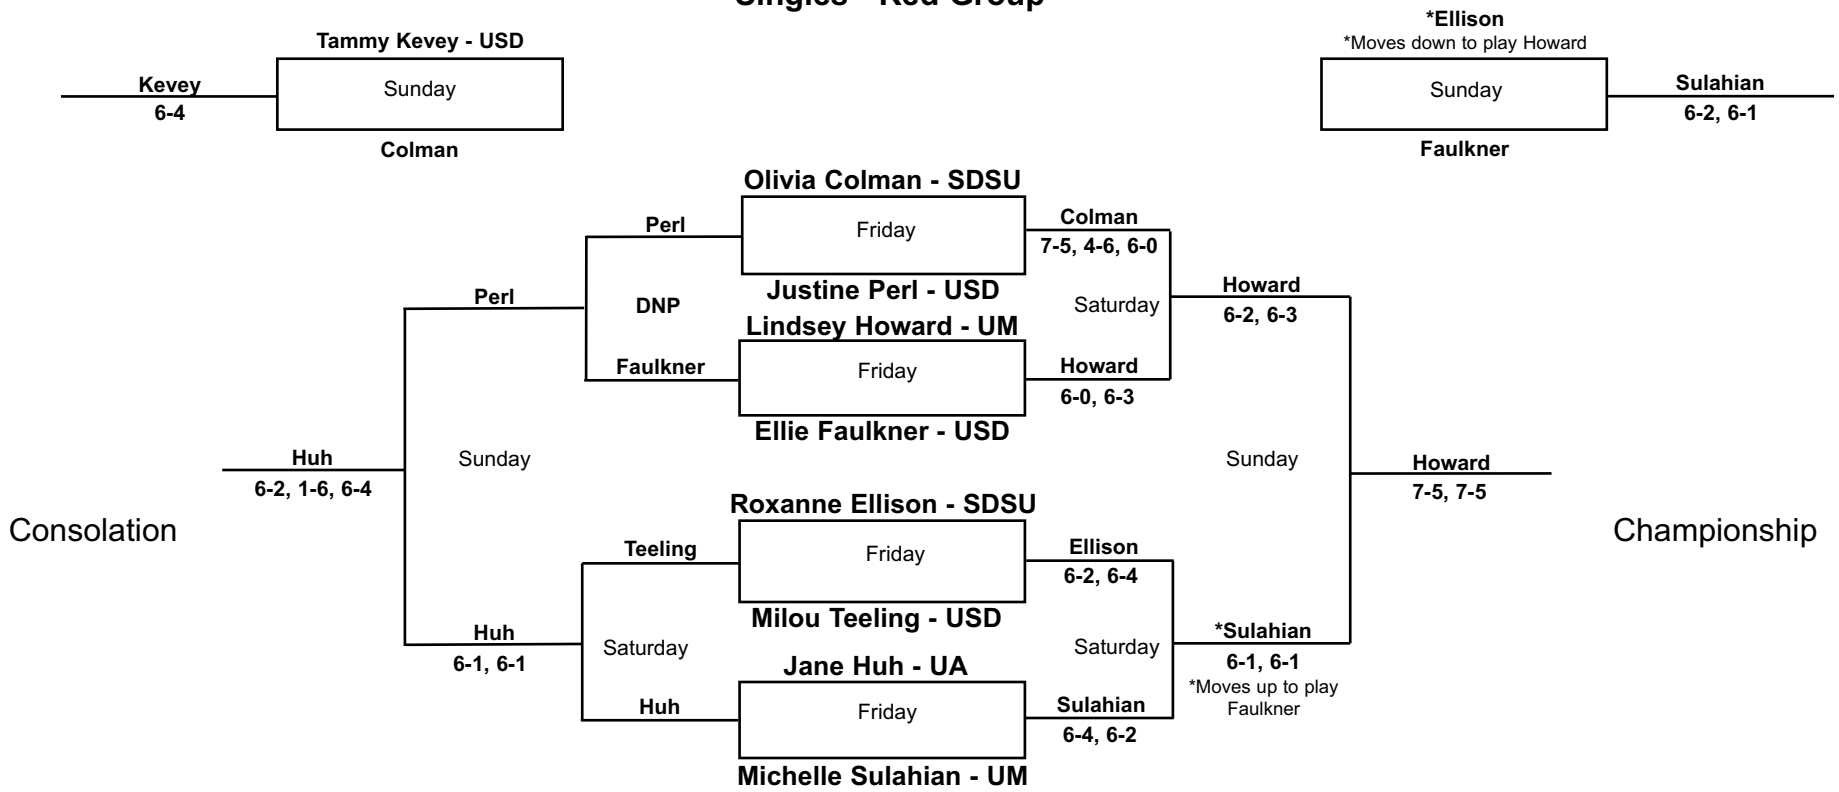 Singles - Red Group
*Ellison
*Moves down to play Howard
Tammy Kevey - USD
Kevey
Sunday
6-4
Colman
Sunday
Sulahian
6-2, 6-1
Faulkner
Olivia Colman - SDSU
Perl
Friday
Colman
7-5, 4-6, 6-0
Justine Perl - USD
Perl
DNP
Saturday
Howard
6-2, 6-3
Lindsey Howard - UM
Faulkner
Friday
Howard
6-0, 6-3
Ellie Faulkner - USD
Huh
6-2, 1-6, 6-4
Sunday
Sunday
Howard
7-5, 7-5
Consolation
Championship
Roxanne Ellison - SDSU
Teeling
Friday
Ellison
6-2, 6-4
Milou Teeling - USD
Huh
6-1, 6-1
Saturday
Saturday
*Sulahian
6-1, 6-1
*Moves up to play
Faulkner
Jane Huh - UA
Huh
Friday
Sulahian
6-4, 6-2
Michelle Sulahian - UM